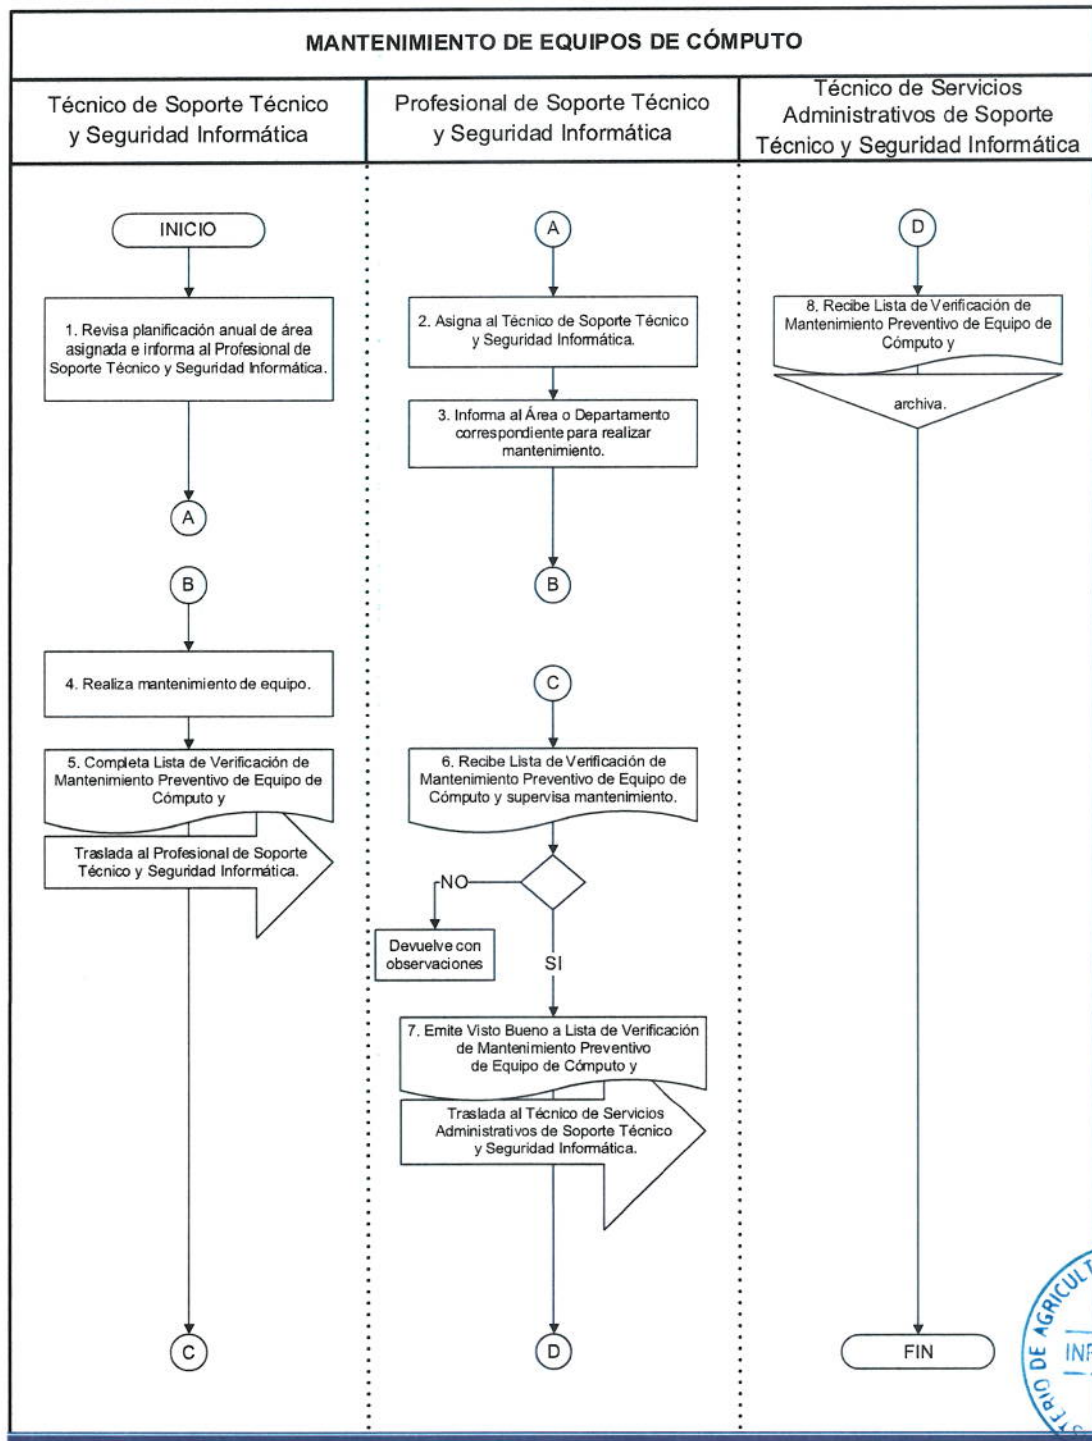 MANTENIMIENTO DE EQUIPOS DE CÓMPUTO
Técnico de Soporte Técnico
y Seguridad Informática
Profesional de Soporte Técnico
y Seguridad Informática
Técnico de Servicios
Administrativos de Soporte
Técnico y Seguridad Informática
INICIO
1. Revisa planificación anual de área
asignada e informa al Profesional de
Soporte Técnico y Seguridad Informática.
A
B
4. Realiza mantenimiento de equipo.
5. Completa Lista de Verificación de
Mantenimiento Preventivo de Equipo de
Cómputo y
Traslada al Profesional de Soporte
Técnico y Seguridad Informática.
C
A
2. Asigna al Técnico de Soporte Técnico
y Seguridad Informática.
3. Informa al Área o Departamento
correspondiente para realizar
mantenimiento.
B
C
6. Recibe Lista de Verificación de
Mantenimiento Preventivo de Equipo de
Cómputo y supervisa mantenimiento.
NO
Devuelve con
observaciones
SI
7. Emite Visto Bueno a Lista de Verificación
de Mantenimiento Preventivo
de Equipo de Cómputo y
Traslada al Técnico de Servicios
Administrativos de Soporte Técnico
y Seguridad Informática.
D
D
8. Recibe Lista de Verificación de
Mantenimiento Preventivo de Equipo de
Cómputo y
archiva.
FIN
TERIO DE AGRICULT
INF